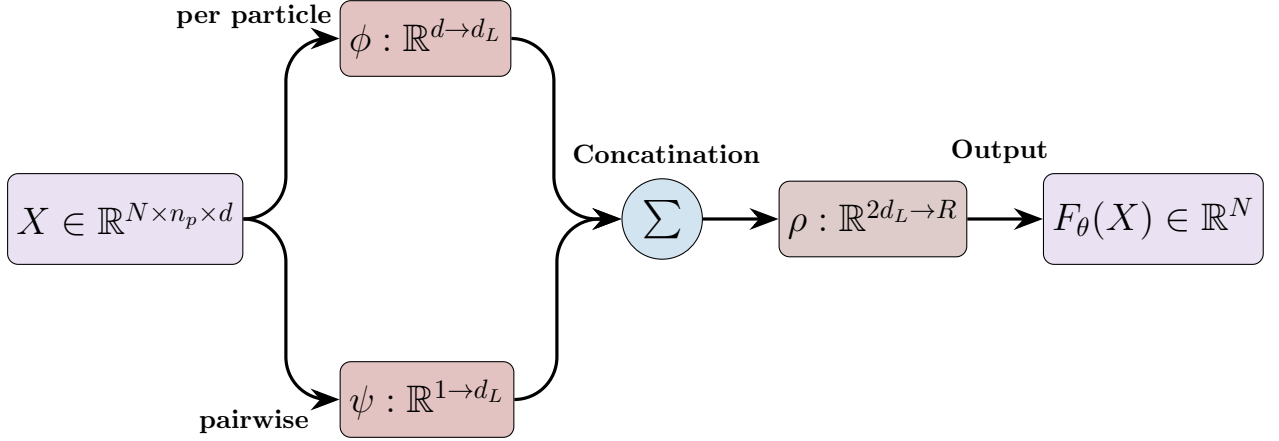 per particle
ϕ : ℝ^{d→d_L}
Concatination
Output
X ∈ ℝ^{N×n_p×d}
∑
ρ : ℝ^{2d_L→R}
F_θ(X) ∈ ℝ^N
ψ : ℝ^{1→d_L}
pairwise